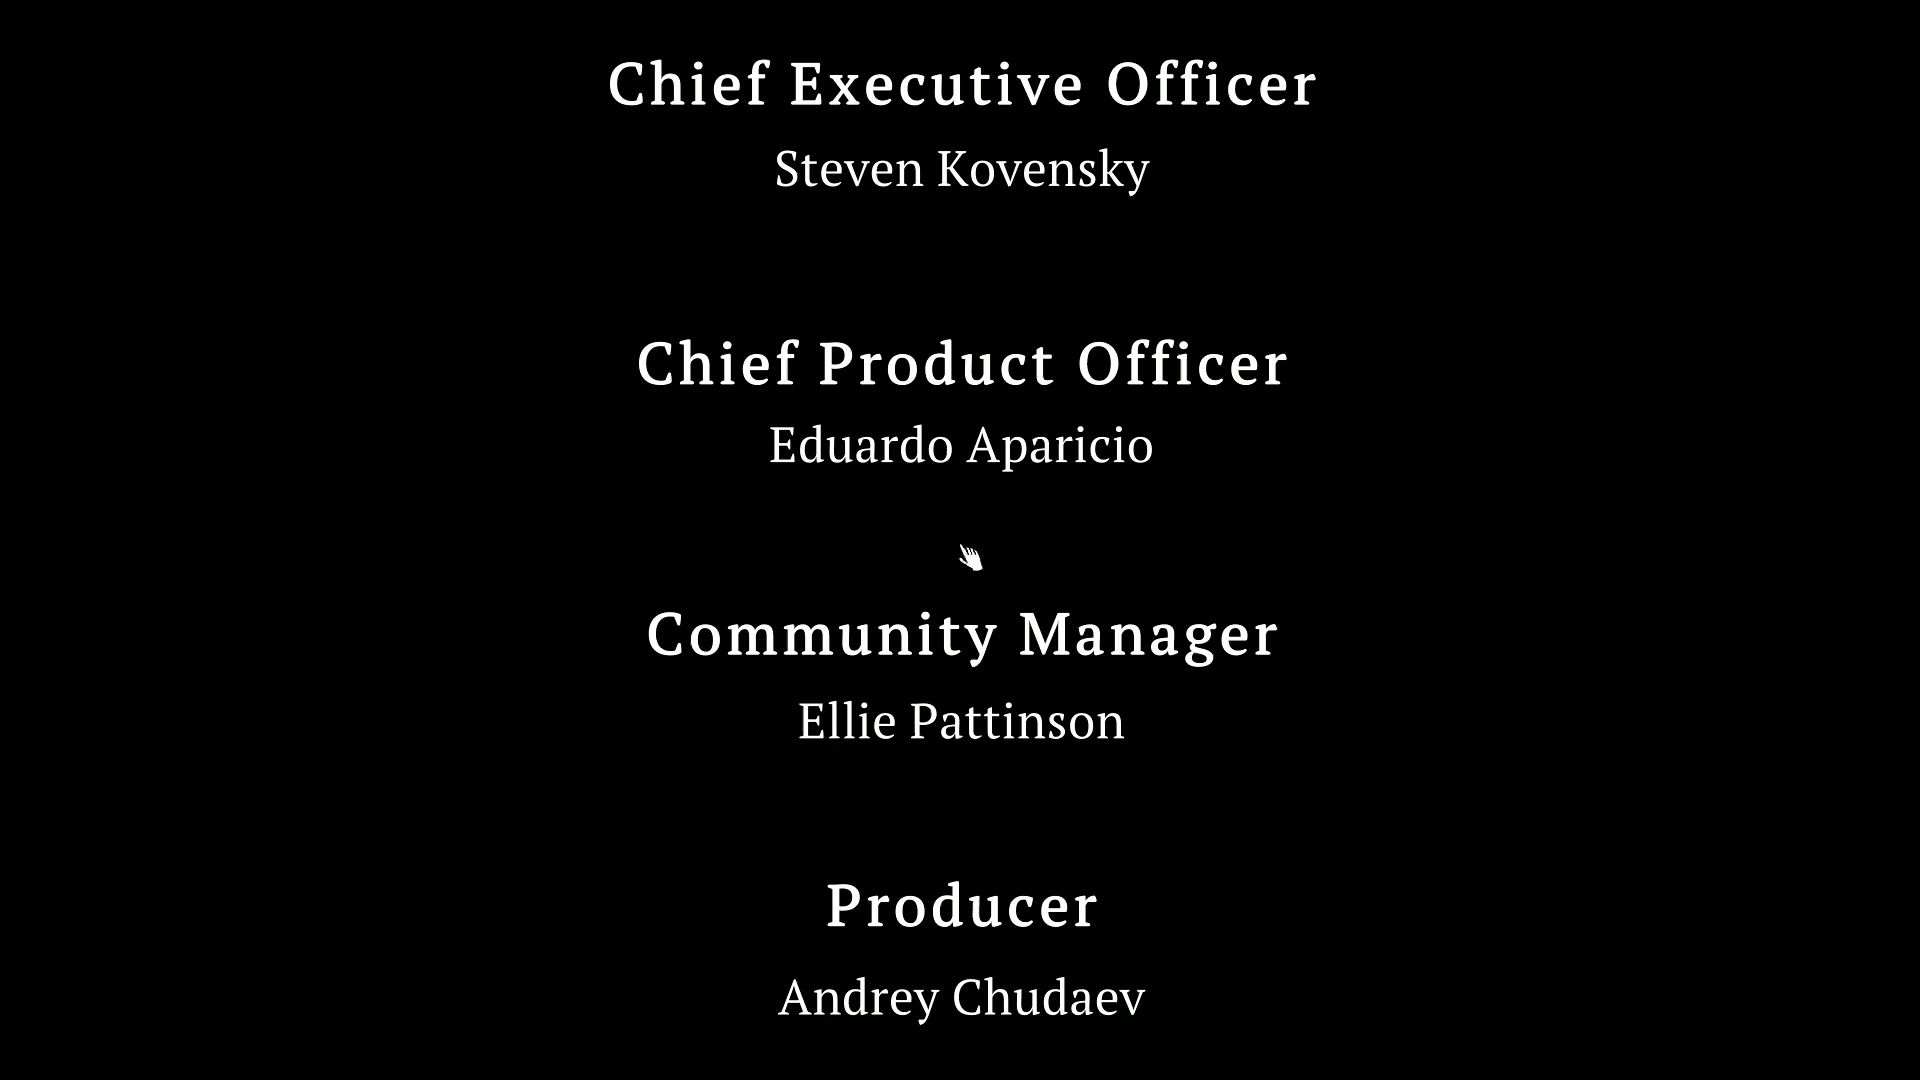 Chief Executive Officer
Steven Kovensky
Chief Product Officer
Eduardo Aparicio
Community Manager
Ellie Pattinson
Producer
Andrey Chudaev